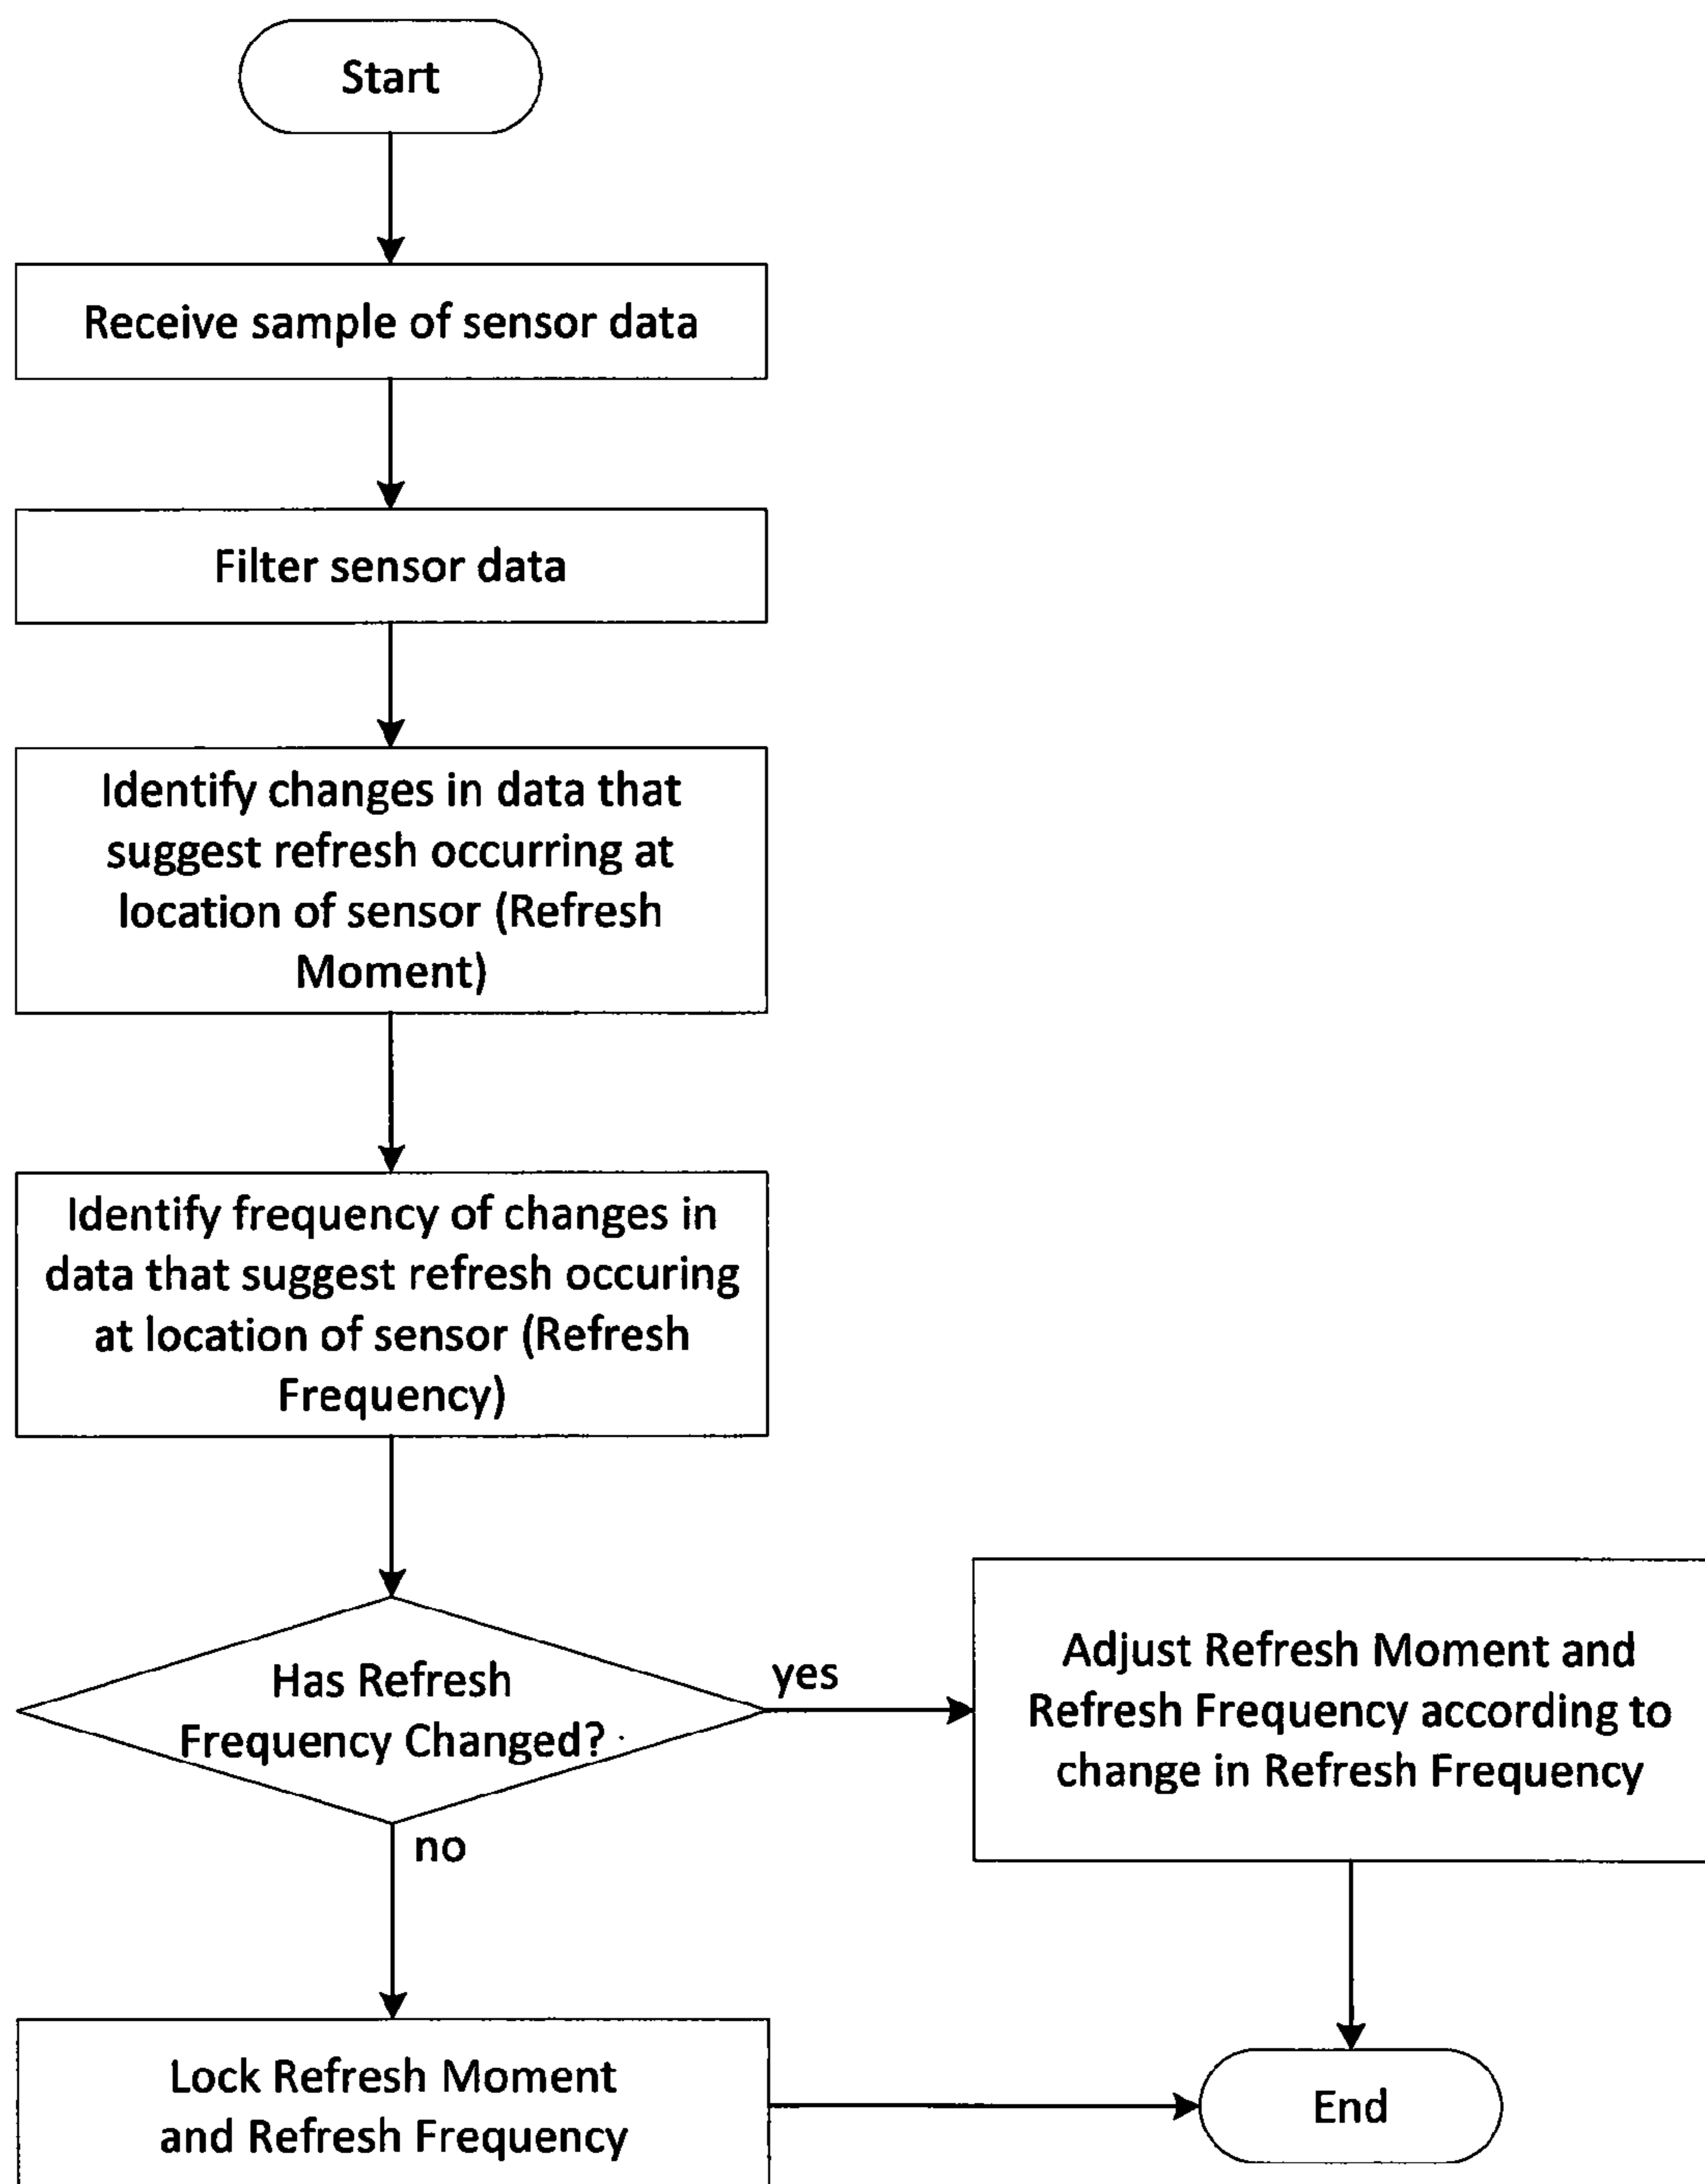 Start
Receive sample of sensor data
Filter sensor data
Identify changes in data that
suggest refresh occurring at
location of sensor (Refresh
Moment)
Identify frequency of changes in
data that suggest refresh occuring
at location of sensor (Refresh
Frequency)
Has Refresh
Frequency Changed?
yes
Adjust Refresh Moment and
Refresh Frequency according to
change in Refresh Frequency
no
Lock Refresh Moment
and Refresh Frequency
End